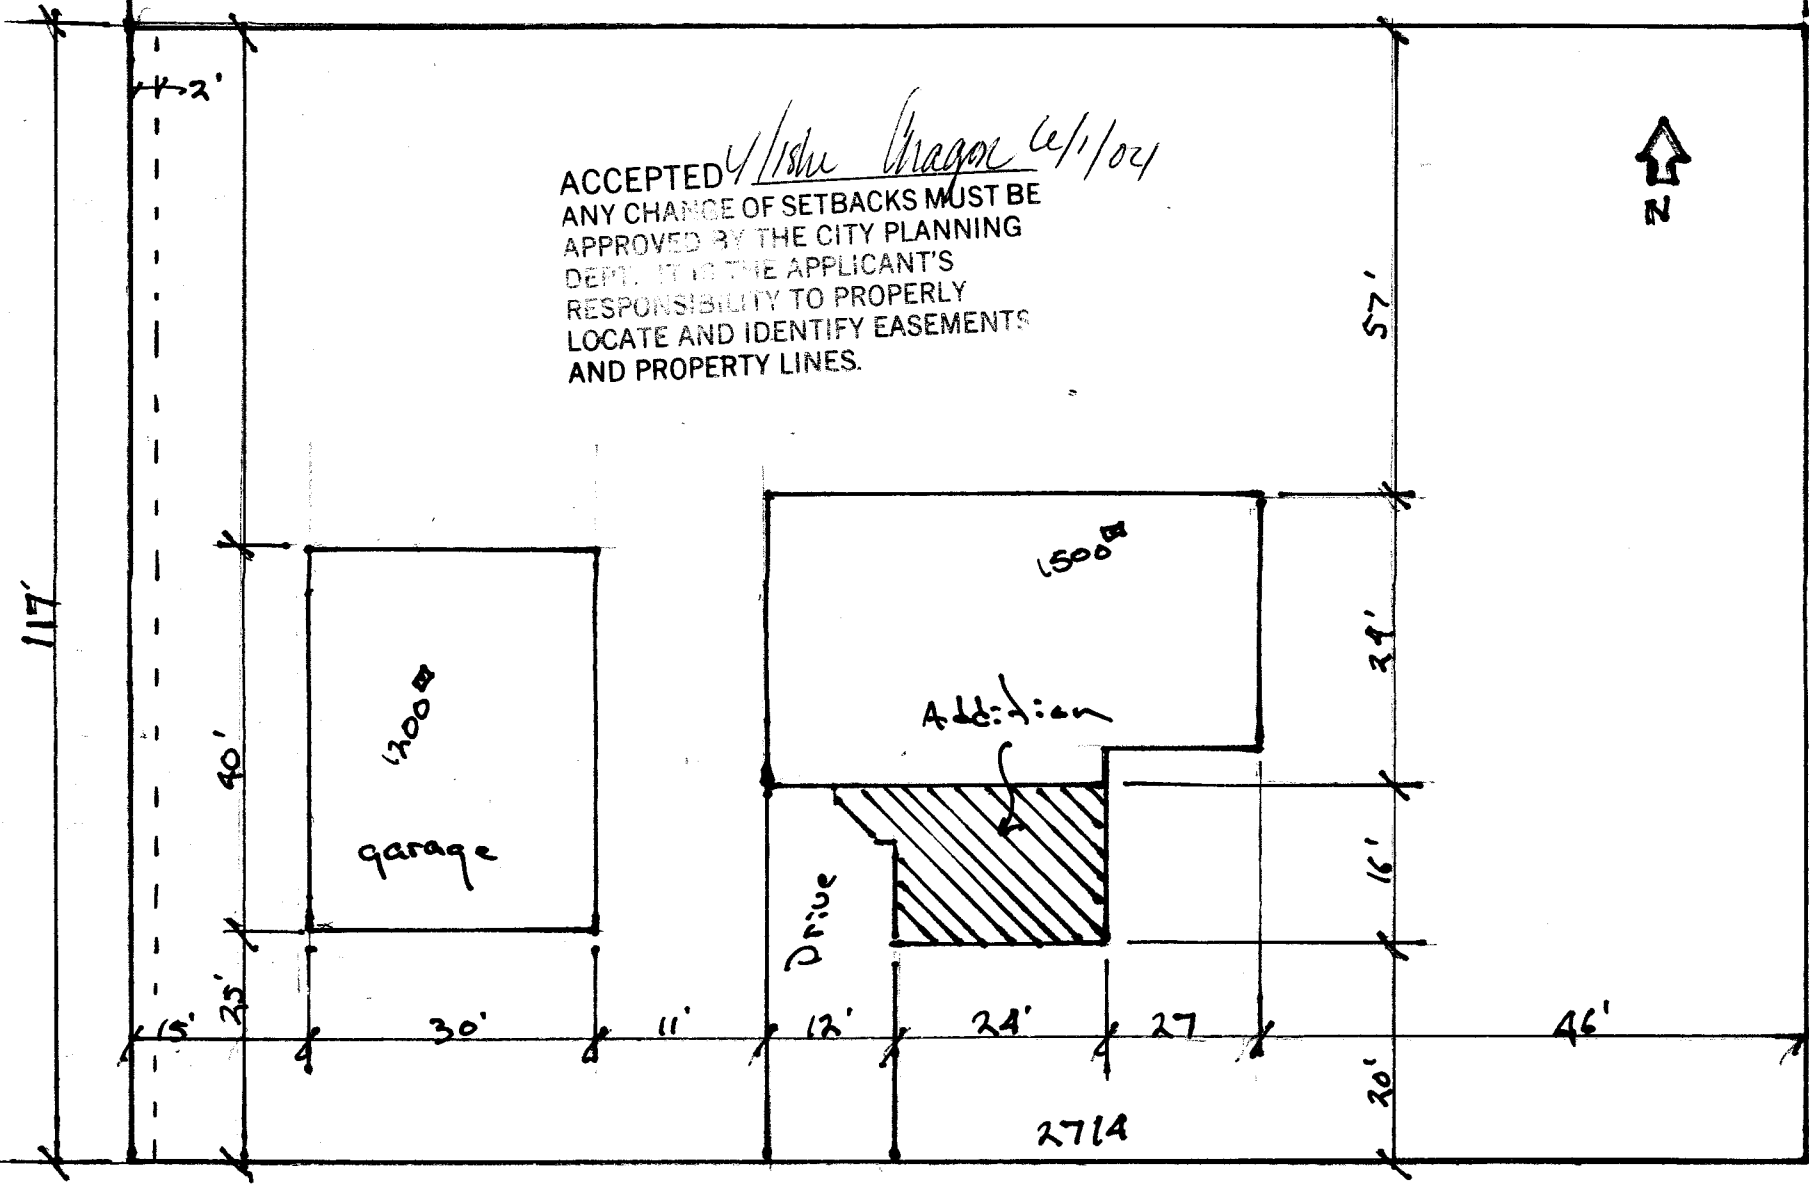 2'
ACCEPTED 6/1/04
ANY CHANGE OF SETBACKS MUST BE
APPROVED BY THE CITY PLANNING
DEPT. IT IS THE APPLICANT'S
RESPONSIBILITY TO PROPERLY
LOCATE AND IDENTIFY EASEMENTS
AND PROPERTY LINES.
N
57'
1500
117'
24'
1200
Addition
40'
garage
16'
Drive
25'
15'
30'
11'
12'
24'
27
46'
20'
2714